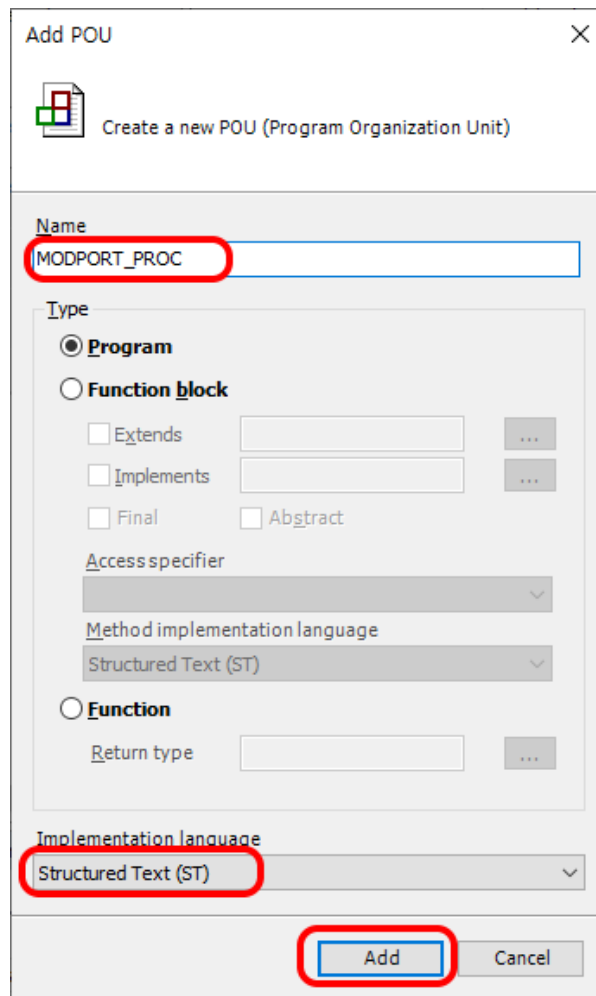 Add POU
Create a new POU (Program Organization Unit)
Name
MODPORT_PROC
Type
Program
Function block
Extends
...
Implements
...
Final Abstract
Access specifier
Method implementation language
Structured Text (ST)
Function
Return type
...
Implementation language
Structured Text (ST)
Add Cancel